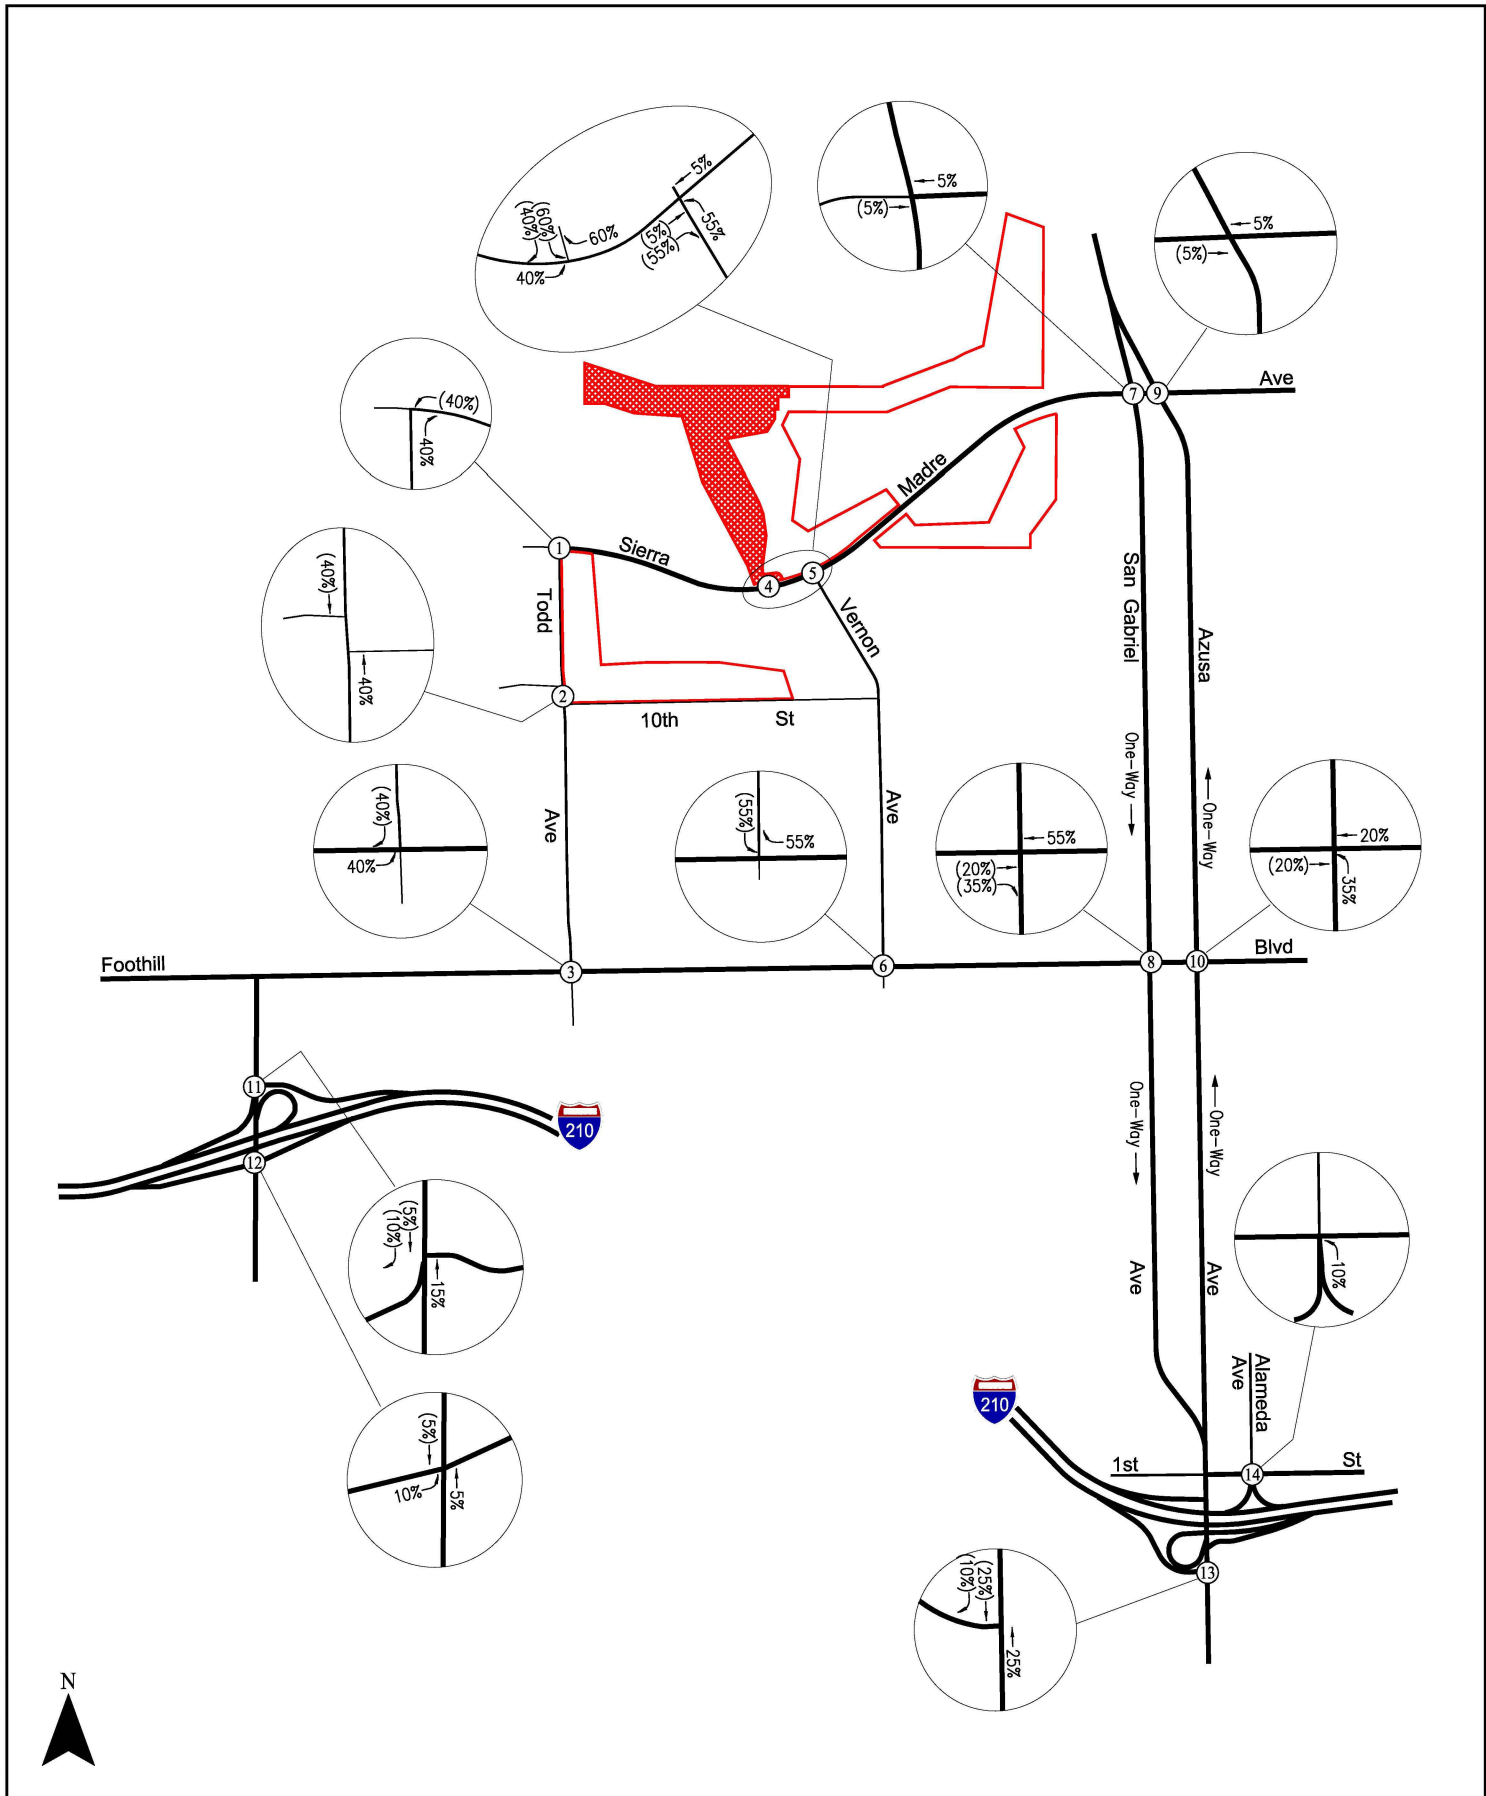 5%
55%
(5%)
(55%)
60%
(60%)
(40%)
40%
5%
(5%)
5%
(5%)
(40%)
40%
Ave
7
9
Madre
Sierra
1
5
4
Todd
Vernon
San Gabriel
Azusa
(40%)
40%
2
10th
St
One-Way
One-Way
(40%)
40%
Ave
(55%)
55%
Ave
55%
(20%)
(35%)
20%
(20%)
35%
Foothill
3
6
8
10
Blvd
11
12
210
One-Way
One-Way
(5%)
(10%)
15%
Ave
Ave
10%
(5%)
10%
5%
210
Alameda
Ave
1st
14
St
13
(25%)
(10%)
25%
N